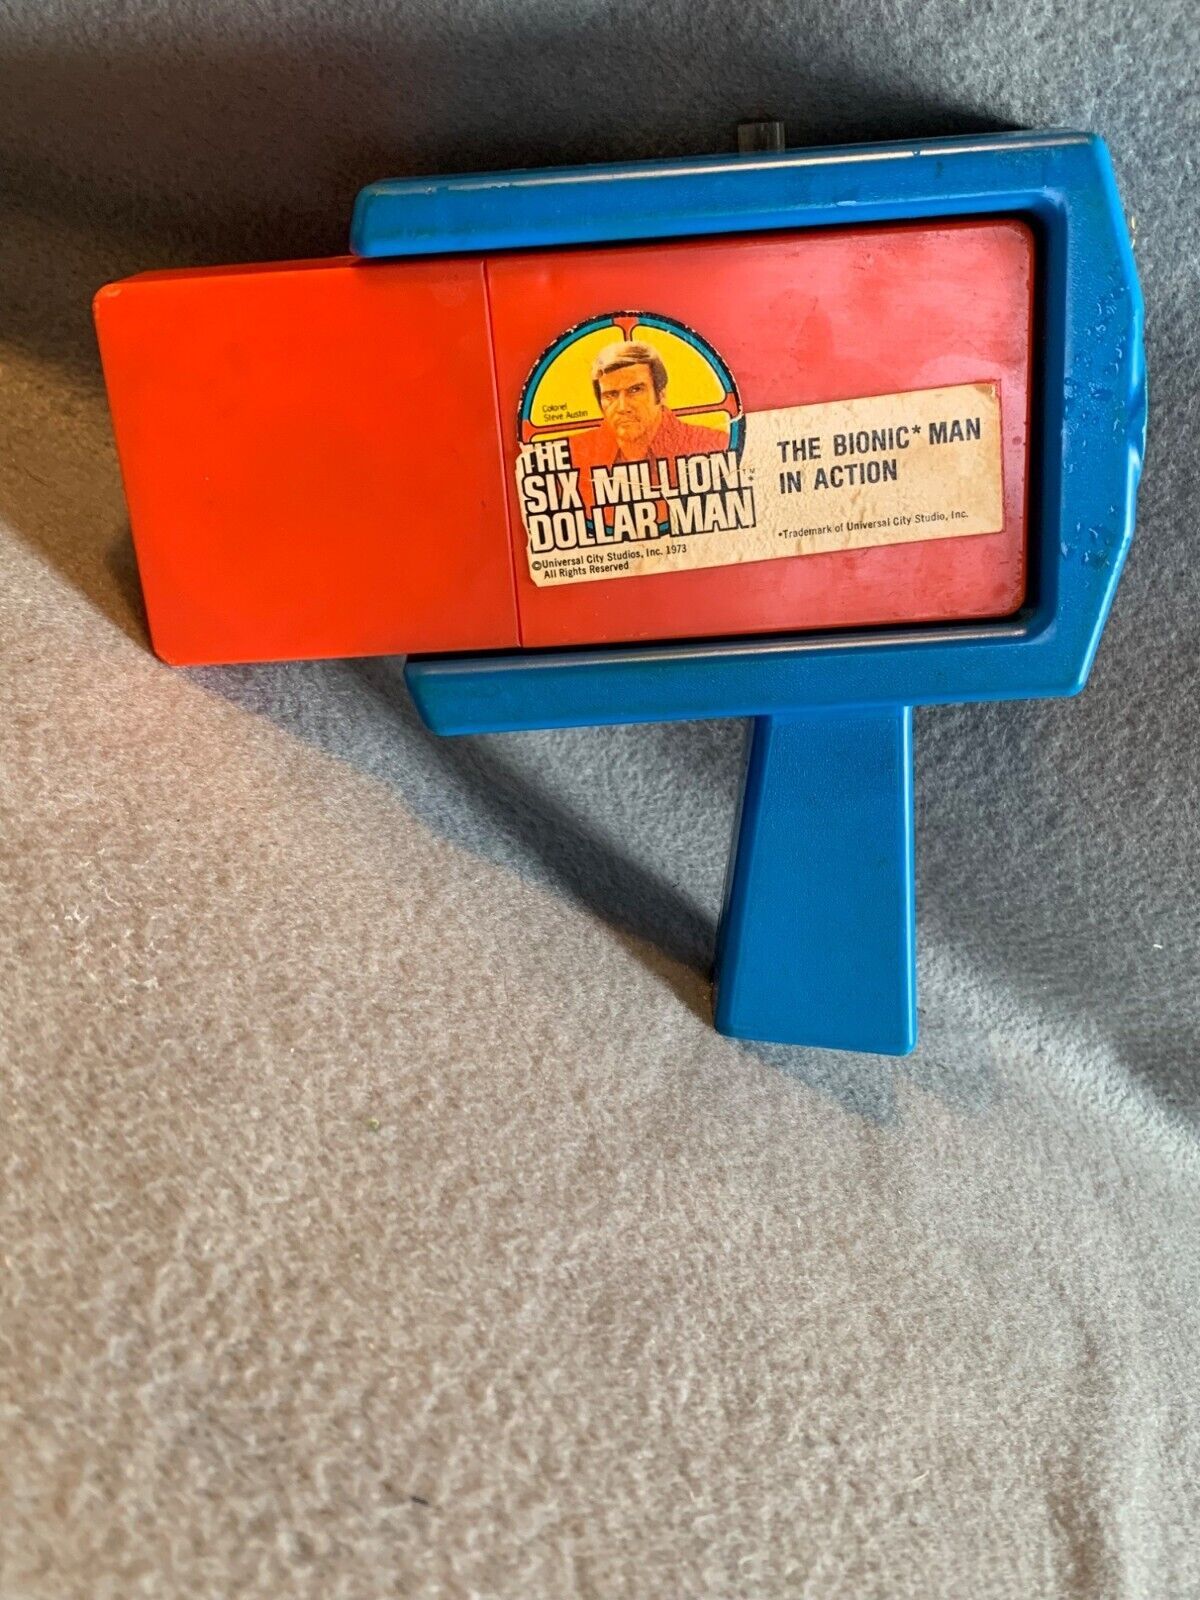 Colonel
Steve Austin
THE
SIX MILLION
DOLLAR MAN
TM
*
©Universal City Studios, Inc. 1973
All Rights Reserved
THE BIONIC* MAN
IN ACTION
*Trademark of Universal City Studio, Inc.